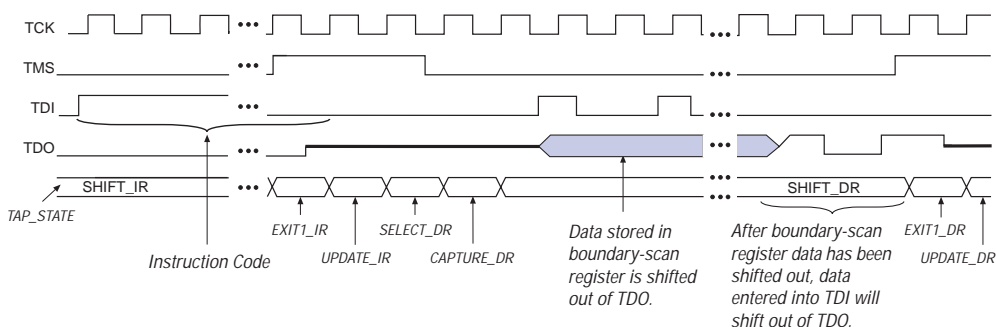 TCK
TMS
TDI
TDO
SHIFT_IR
SHIFT_DR
TAP_STATE
EXIT1_IR
SELECT_DR
EXIT1_DR
Instruction Code
UPDATE_IR
CAPTURE_DR
UPDATE_DR
Data stored in
boundary-scan
register is shifted
out of TDO.
After boundary-scan
register data has been
shifted out, data
entered into TDI will
shift out of TDO.